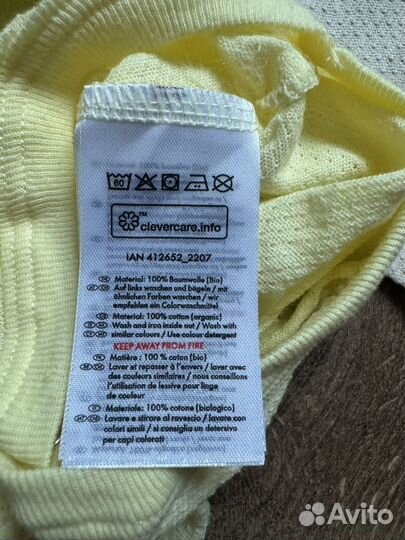 60
™ clevercare.info
IAN 412652_2207
Material: 100% Baumwolle (Bio)
Auf links waschen und bügeln / mit
ähnlichen Farben waschen / wir
empfehlen ein Colorwaschmittel
Material: 100% cotton (organic)
Wash and iron inside out / Wash with
similar colours / Use colour detergent
KEEP AWAY FROM FIRE
Matière : 100 % coton (bio)
Laver et repasser à l'envers / laver avec
des couleurs similaires / nous conseillons
l'utilisation de lessive pour linge
de couleur
Materiale: 100% cotone (biologico)
Lavare e stirare al rovescio / lavare con
colori simili / si consiglia un detersivo
per capi colorati
Avito